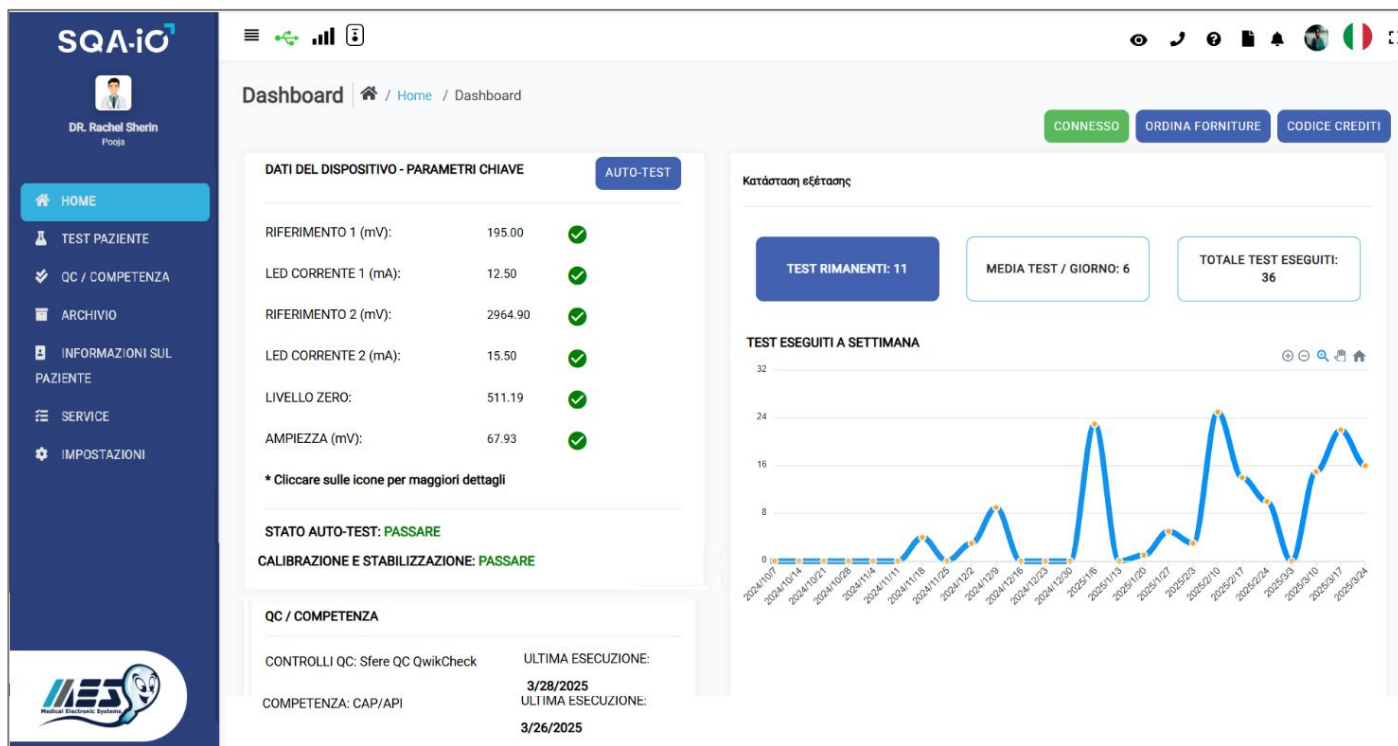 SQA-iO
DR. Rachel Sherin
Pooja
HOME
TEST PAZIENTE
QC / COMPETENZA
ARCHIVIO
INFORMAZIONI SUL
PAZIENTE
SERVICE
IMPOSTAZIONI
MES
Medical Electronic Systems
Dashboard / Home / Dashboard
CONNESSO ORDINA FORNITURE CODICE CREDITI
DATI DEL DISPOSITIVO - PARAMETRI CHIAVE AUTO-TEST
RIFERIMENTO 1 (mV): 195.00
LED CORRENTE 1 (mA): 12.50
RIFERIMENTO 2 (mV): 2964.90
LED CORRENTE 2 (mA): 15.50
LIVELLO ZERO: 511.19
AMPIEZZA (mV): 67.93
* Cliccare sulle icone per maggiori dettagli
STATO AUTO-TEST: PASSARE
CALIBRAZIONE E STABILIZZAZIONE: PASSARE
QC / COMPETENZA
CONTROLLI QC: Sfere QC QwikCheck ULTIMA ESECUZIONE:
3/28/2025
COMPETENZA: CAP/API ULTIMA ESECUZIONE:
3/26/2025
Κατάσταση εξέτασης
TEST RIMANENTI: 11
MEDIA TEST / GIORNO: 6
TOTALE TEST ESEGUITI:
36
TEST ESEGUITI A SETTIMANA
32
24
16
8
0
2024/10/7
2024/10/14
2024/10/21
2024/10/28
2024/11/4
2024/11/11
2024/11/18
2024/11/25
2024/12/2
2024/12/9
2024/12/16
2024/12/23
2024/12/30
2025/1/6
2025/1/13
2025/1/20
2025/1/27
2025/2/3
2025/2/10
2025/2/17
2025/2/24
2025/3/3
2025/3/10
2025/3/17
2025/3/24